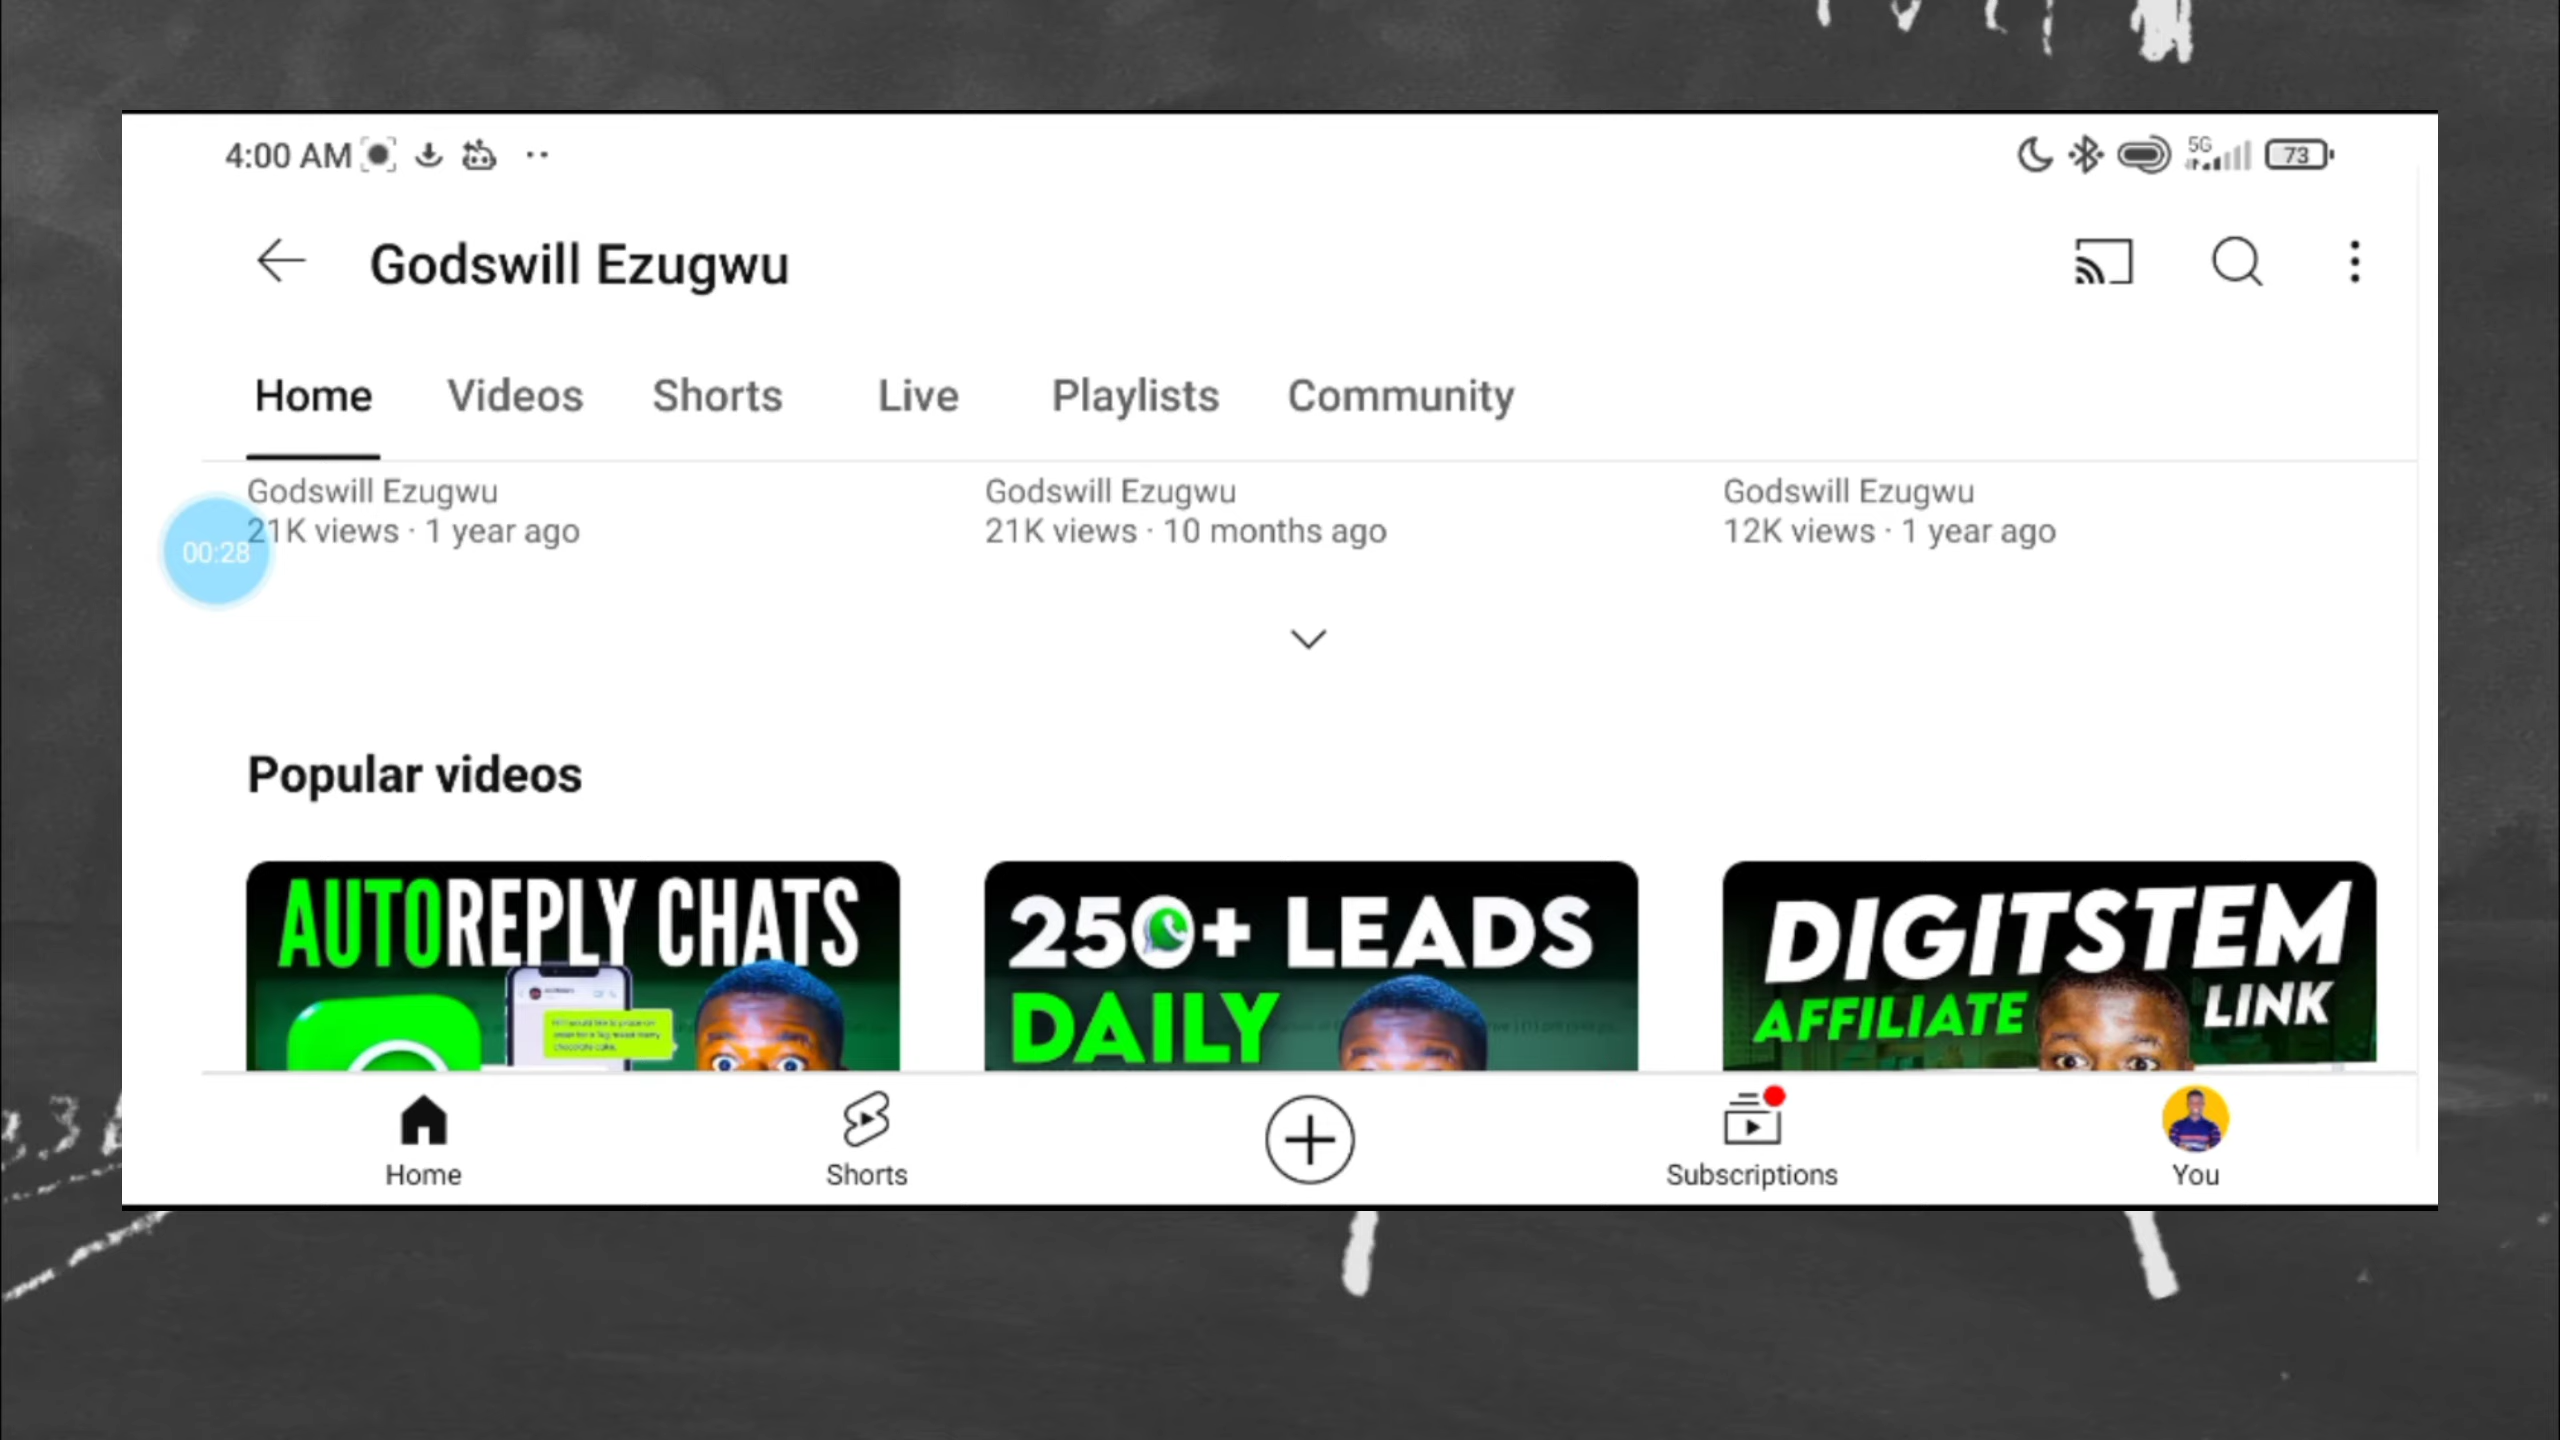 4:00 AM
5G
73
Godswill Ezugwu
Home Videos Shorts Live Playlists Community
Godswill Ezugwu Godswill Ezugwu Godswill Ezugwu
21K views · 1 year ago 21K views · 10 months ago 12K views · 1 year ago
00:28
Popular videos
AUTOREPLY CHATS
250+ LEADS
DAILY
DIGITSTEM
AFFILIATE LINK
Home Shorts Subscriptions You